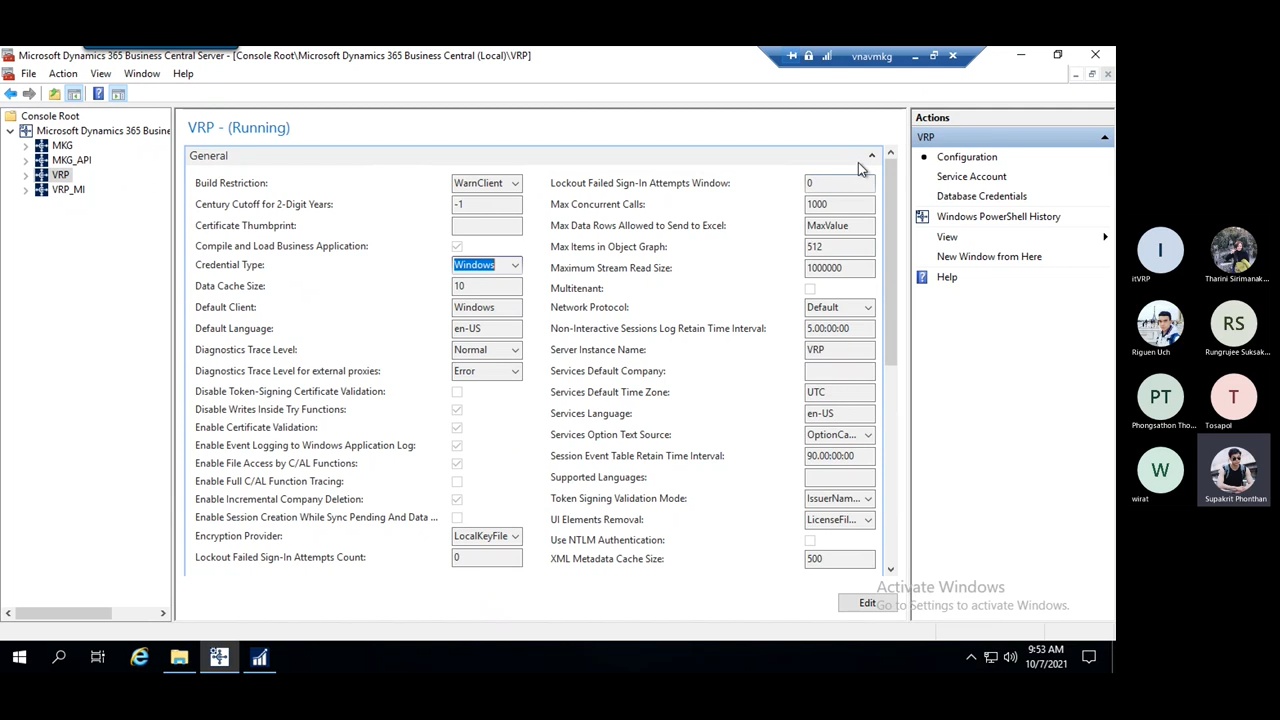 Microsoft Dynamics 365 Business Central Server - [Console Root\Microsoft Dynamics 365 Business Central (Local)\VRP]
vnavmkg
File Action View Window Help
Console Root
Microsoft Dynamics 365 Busine
MKG
MKG_API
VRP
VRP_MI
VRP - (Running)
General
Build Restriction: WarnClient
Century Cutoff for 2-Digit Years: -1
Certificate Thumbprint:
Compile and Load Business Application:
Credential Type: Windows
Data Cache Size: 10
Default Client: Windows
Default Language: en-US
Diagnostics Trace Level: Normal
Diagnostics Trace Level for external proxies: Error
Disable Token-Signing Certificate Validation:
Disable Writes Inside Try Functions:
Enable Certificate Validation:
Enable Event Logging to Windows Application Log:
Enable File Access by C/AL Functions:
Enable Full C/AL Function Tracing:
Enable Incremental Company Deletion:
Enable Session Creation While Sync Pending And Data ...
Encryption Provider: LocalKeyFile
Lockout Failed Sign-In Attempts Count: 0
Lockout Failed Sign-In Attempts Window: 0
Max Concurrent Calls: 1000
Max Data Rows Allowed to Send to Excel: MaxValue
Max Items in Object Graph: 512
Maximum Stream Read Size: 1000000
Multitenant:
Network Protocol: Default
Non-Interactive Sessions Log Retain Time Interval: 5.00:00:00
Server Instance Name: VRP
Services Default Company:
Services Default Time Zone: UTC
Services Language: en-US
Services Option Text Source: OptionCa...
Session Event Table Retain Time Interval: 90.00:00:00
Supported Languages:
Token Signing Validation Mode: IssuerNam...
UI Elements Removal: LicenseFil...
Use NTLM Authentication:
XML Metadata Cache Size: 500
Edit
Activate Windows
Go to Settings to activate Windows.
Actions
VRP
Configuration
Service Account
Database Credentials
Windows PowerShell History
View
New Window from Here
Help
I
itVRP
Tharini Sirimanak...
Riguen Uch
RS
Rungrujee Suksak...
PT
Phongsathon Tho...
T
Tosapol
W
wirat
Supakrit Phonthan
9:53 AM
10/7/2021